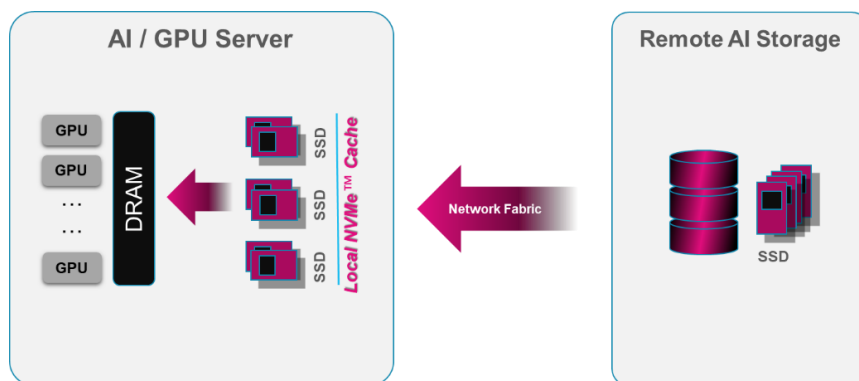 AI / GPU Server
GPU
GPU
...
...
GPU
DRAM
SSD
SSD
SSD
Local NVMe™ Cache
Network Fabric
Remote AI Storage
SSD